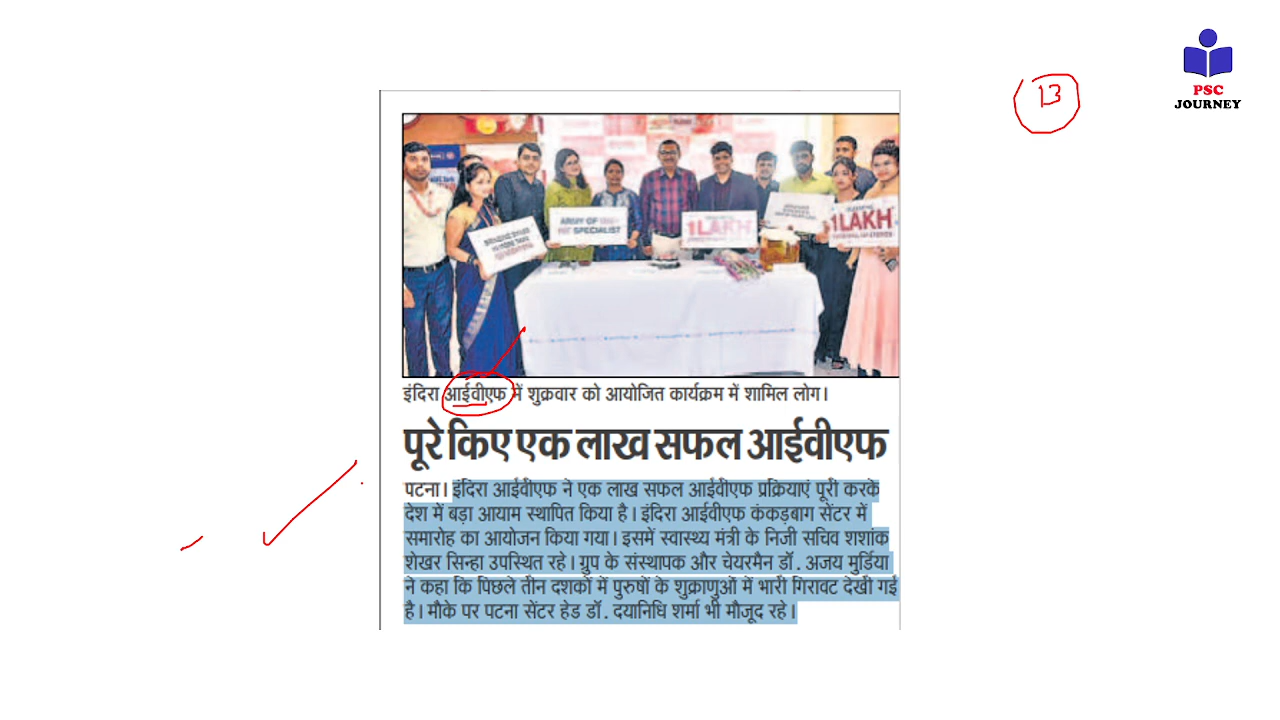 13
PSC
JOURNEY
ARMY OF
SPECIALIST
1LAKH
1LAKH
इंदिरा आईवीएफ में शुक्रवार को आयोजित कार्यक्रम में शामिल लोग।
पूरे किए एक लाख सफल आईवीएफ
पटना। इंदिरा आईवीएफ ने एक लाख सफल आईवीएफ प्रक्रियाएं पूरी करके
देश में बड़ा आयाम स्थापित किया है। इंदिरा आईवीएफ कंकड़बाग सेंटर में
समारोह का आयोजन किया गया। इसमें स्वास्थ्य मंत्री के निजी सचिव शशांक
शेखर सिन्हा उपस्थित रहे। ग्रुप के संस्थापक और चेयरमैन डॉ. अजय मुर्डिया
ने कहा कि पिछले तीन दशकों में पुरुषों के शुक्राणुओं में भारी गिरावट देखी गई
है। मौके पर पटना सेंटर हेड डॉ. दयानिधि शर्मा भी मौजूद रहे।